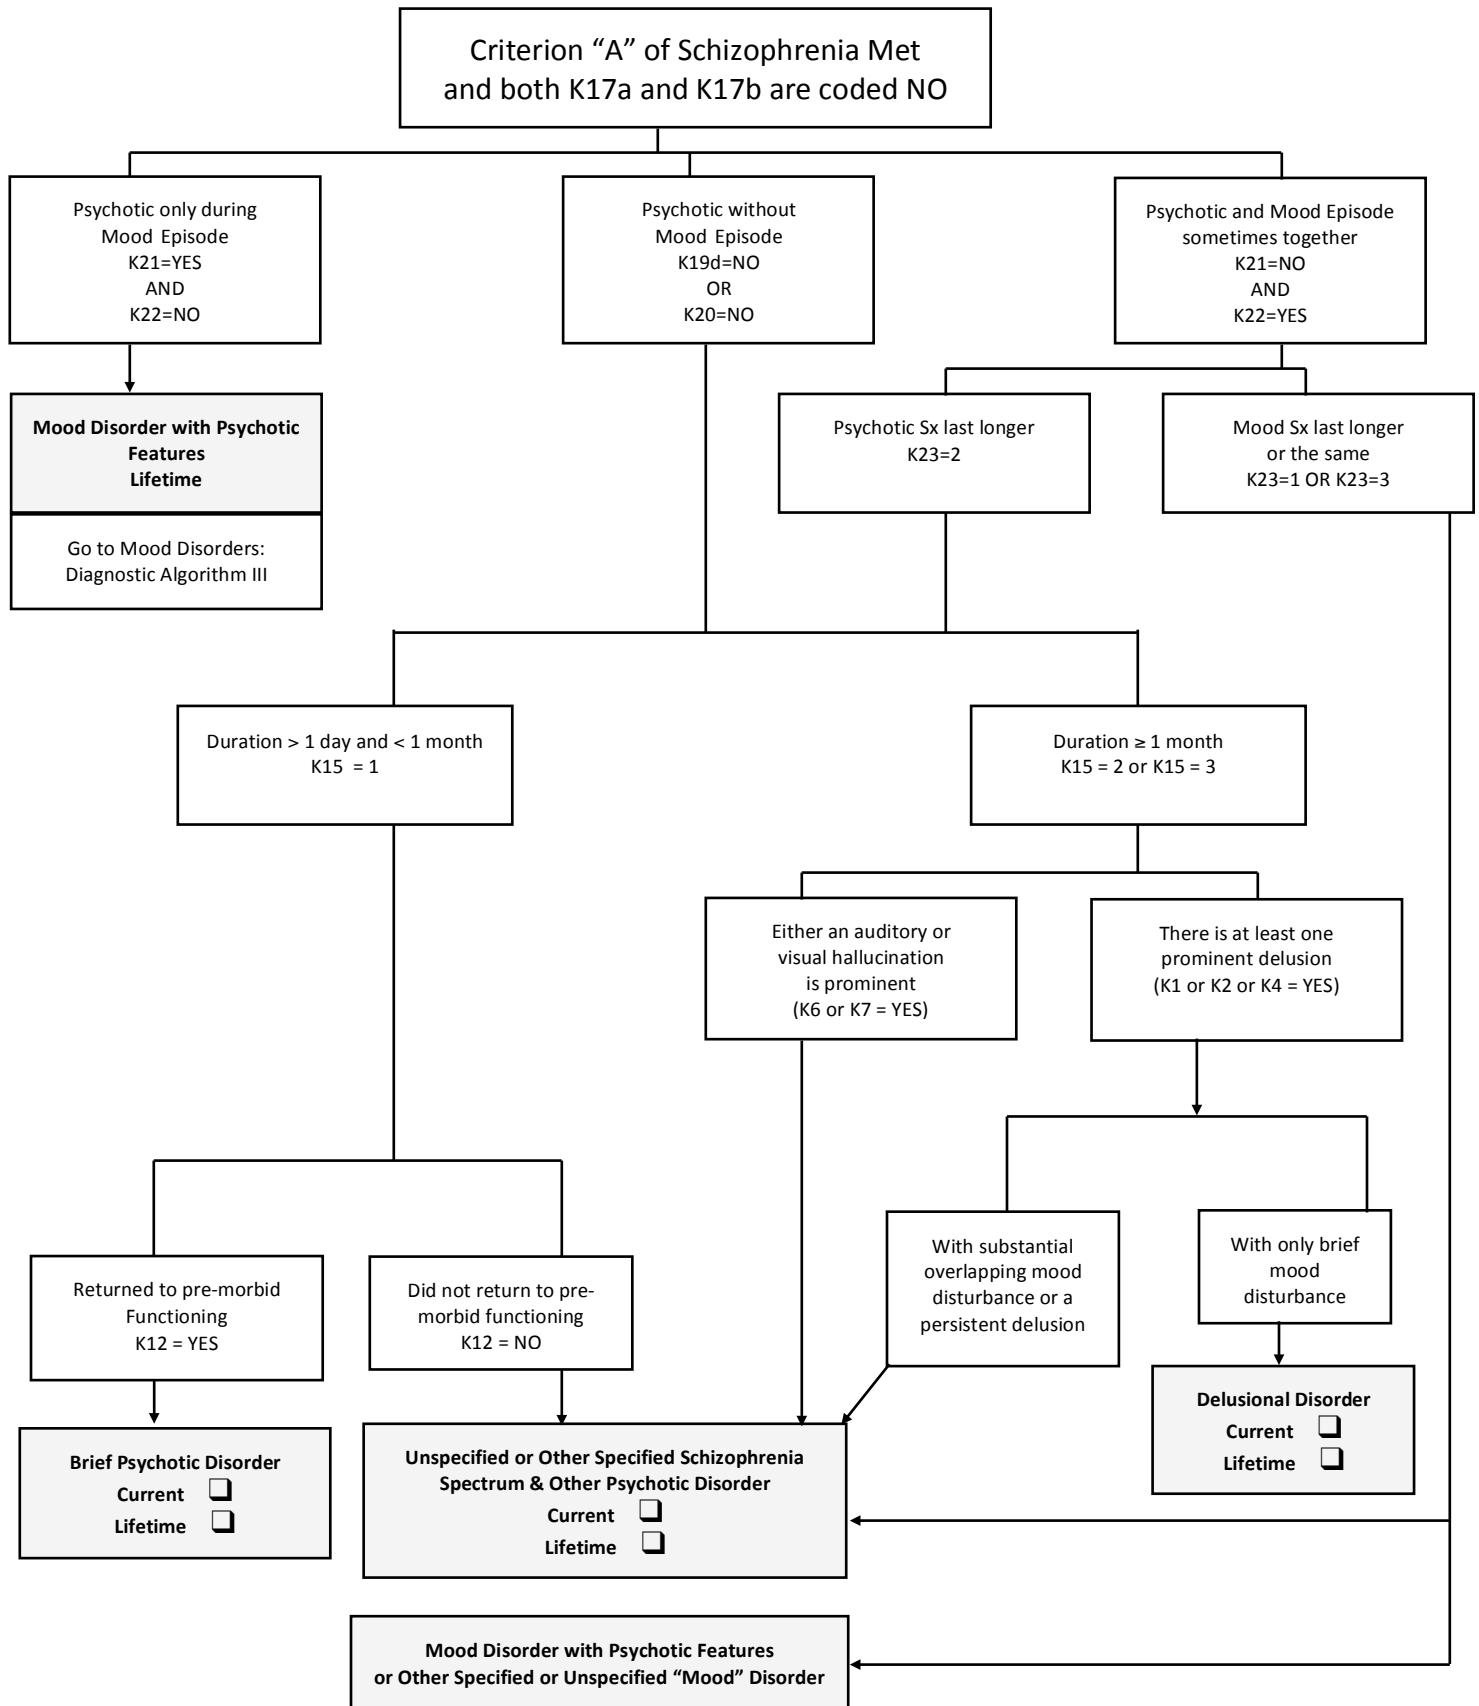 Criterion “A” of Schizophrenia Met
and both K17a and K17b are coded NO
Psychotic only during
Mood Episode
K21=YES
AND
K22=NO
Psychotic without
Mood Episode
K19d=NO
OR
K20=NO
Psychotic and Mood Episode
sometimes together
K21=NO
AND
K22=YES
Mood Disorder with Psychotic
Features
Lifetime
Go to Mood Disorders:
Diagnostic Algorithm III
Psychotic Sx last longer
K23=2
Mood Sx last longer
or the same
K23=1 OR K23=3
Duration > 1 day and < 1 month
K15 = 1
Duration ≥ 1 month
K15 = 2 or K15 = 3
Either an auditory or
visual hallucination
is prominent
(K6 or K7 = YES)
There is at least one
prominent delusion
(K1 or K2 or K4 = YES)
With substantial
overlapping mood
disturbance or a
persistent delusion
With only brief
mood
disturbance
Returned to pre-morbid
Functioning
K12 = YES
Did not return to pre-
morbid functioning
K12 = NO
Delusional Disorder
Current ❑
Lifetime ❑
Brief Psychotic Disorder
Current ❑
Lifetime ❑
Unspecified or Other Specified Schizophrenia
Spectrum & Other Psychotic Disorder
Current ❑
Lifetime ❑
Mood Disorder with Psychotic Features
or Other Specified or Unspecified “Mood” Disorder